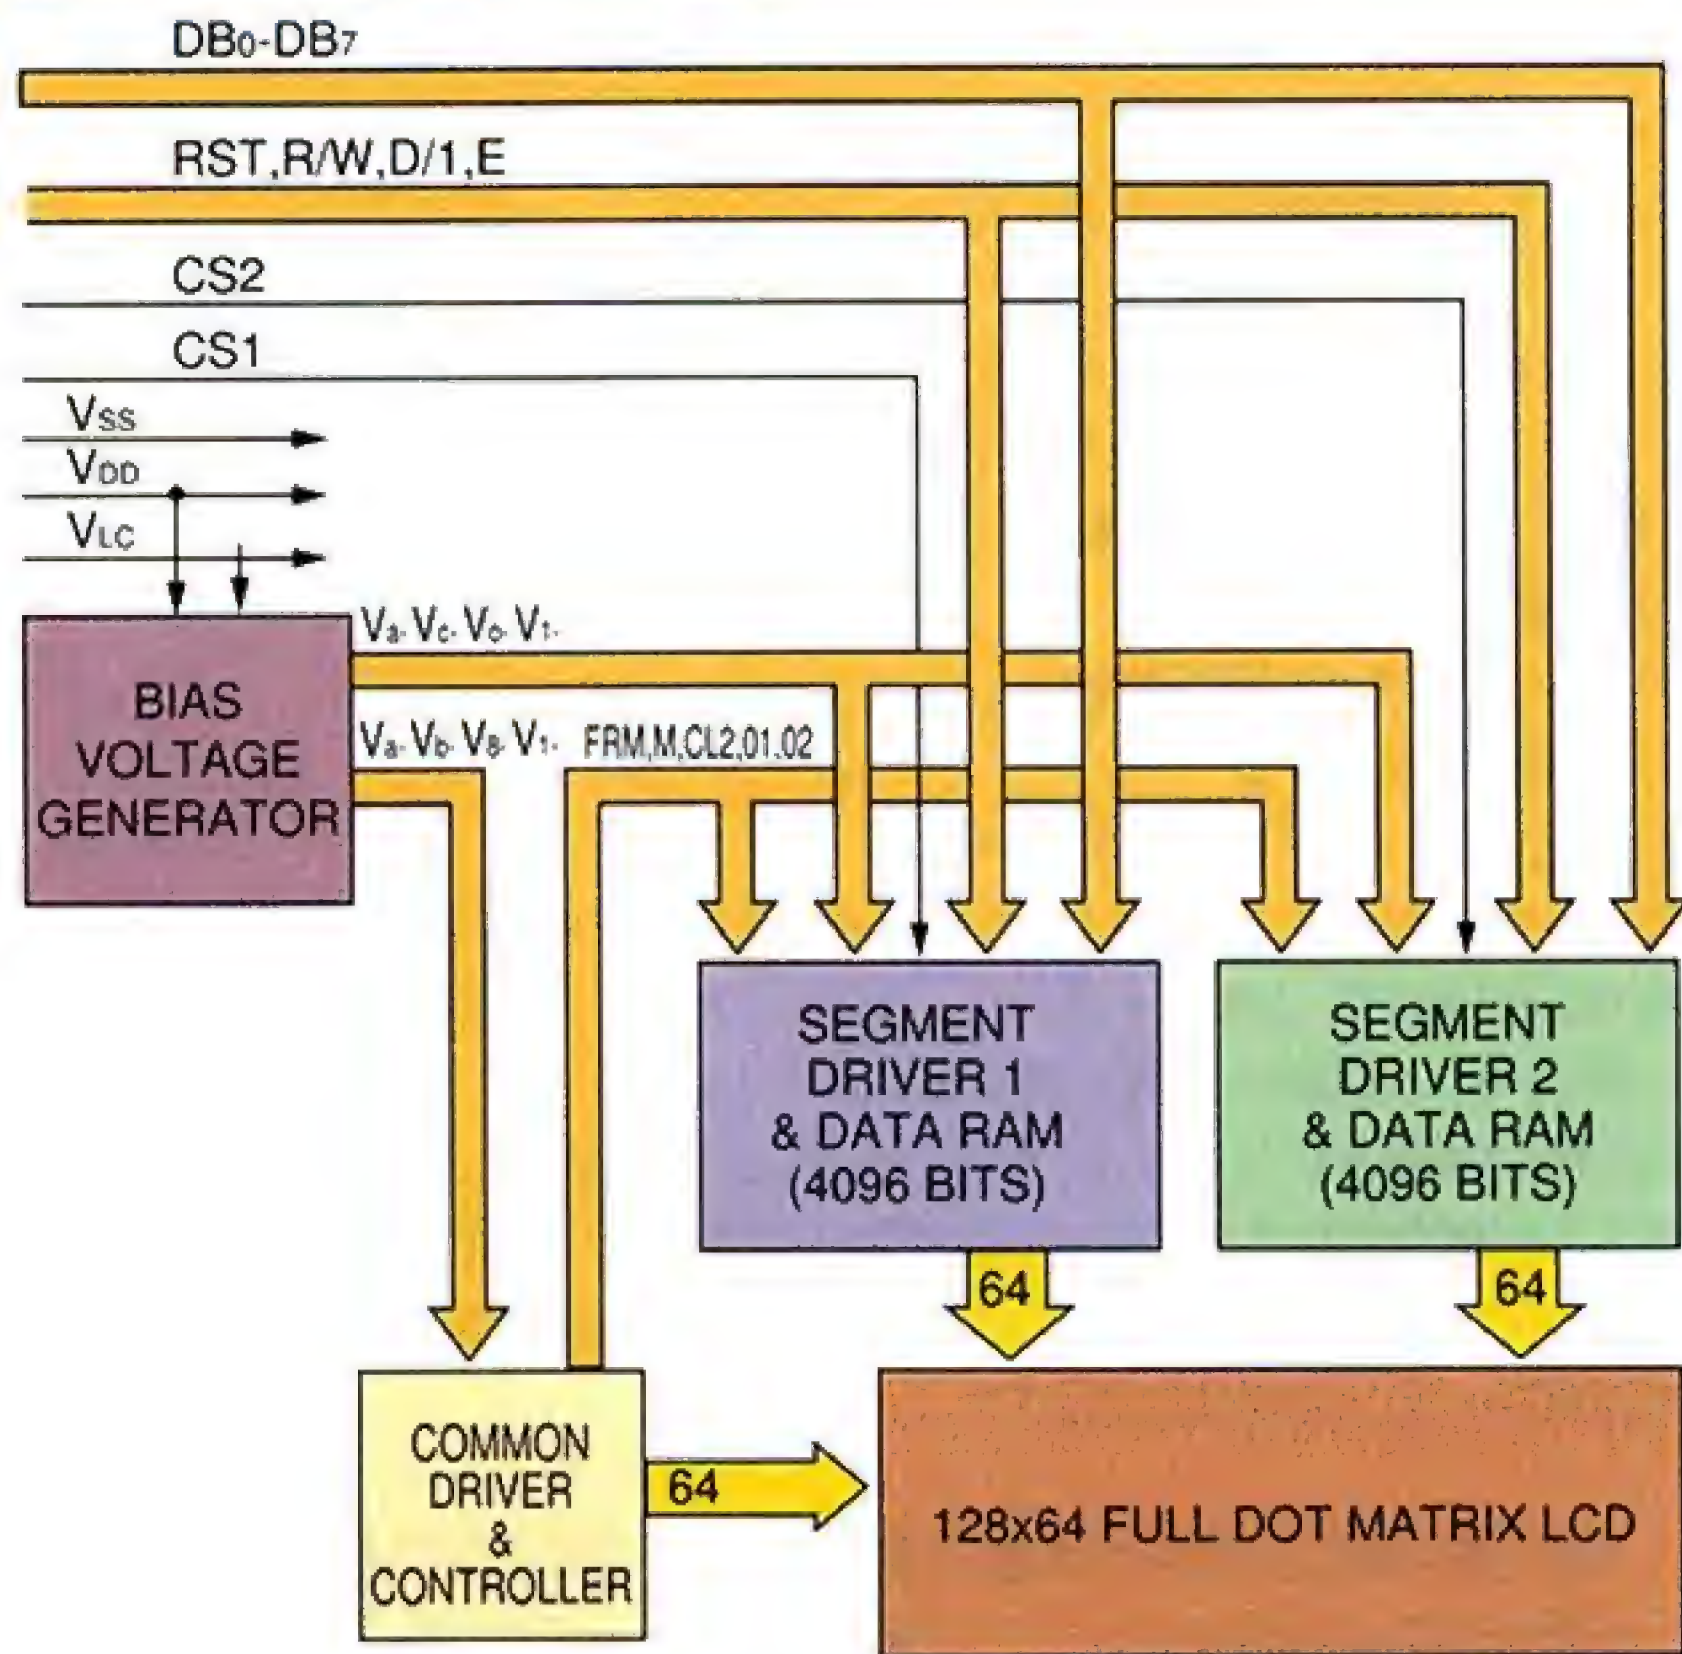 DB0-DB7
RST,R/W,D/1,E
CS2
CS1
VSS
VDD
VLC
Va- Vc- Vo- V1-
BIAS
VOLTAGE
GENERATOR
Va- Vb- V8- V1-
FRM,M,CL2,01,02
SEGMENT
DRIVER 1
& DATA RAM
(4096 BITS)
SEGMENT
DRIVER 2
& DATA RAM
(4096 BITS)
64
64
COMMON
DRIVER
&
CONTROLLER
64
128x64 FULL DOT MATRIX LCD